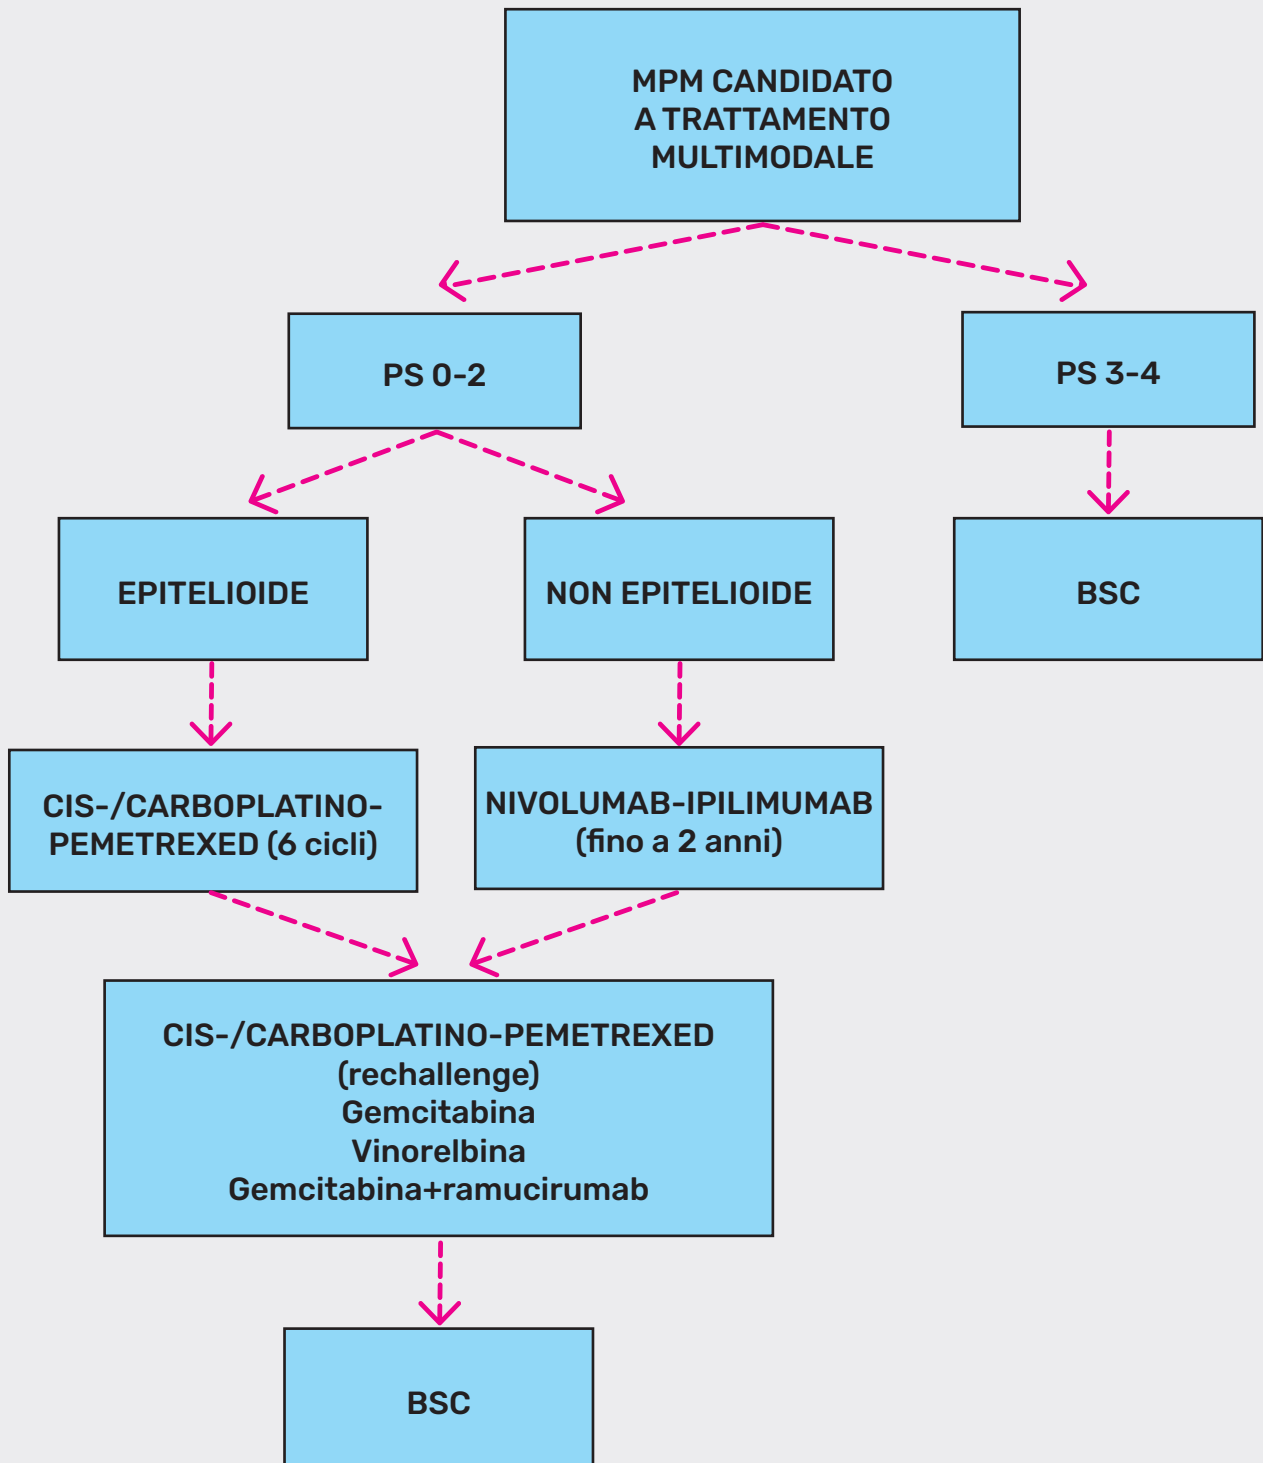 MPM CANDIDATO
A TRATTAMENTO
MULTIMODALE
PS 0-2
PS 3-4
EPITELIOIDE
NON EPITELIOIDE
BSC
CIS-/CARBOPLATINO-
PEMETREXED (6 cicli)
NIVOLUMAB-IPILIMUMAB
(fino a 2 anni)
CIS-/CARBOPLATINO-PEMETREXED
(rechallenge)
Gemcitabina
Vinorelbina
Gemcitabina+ramucirumab
BSC